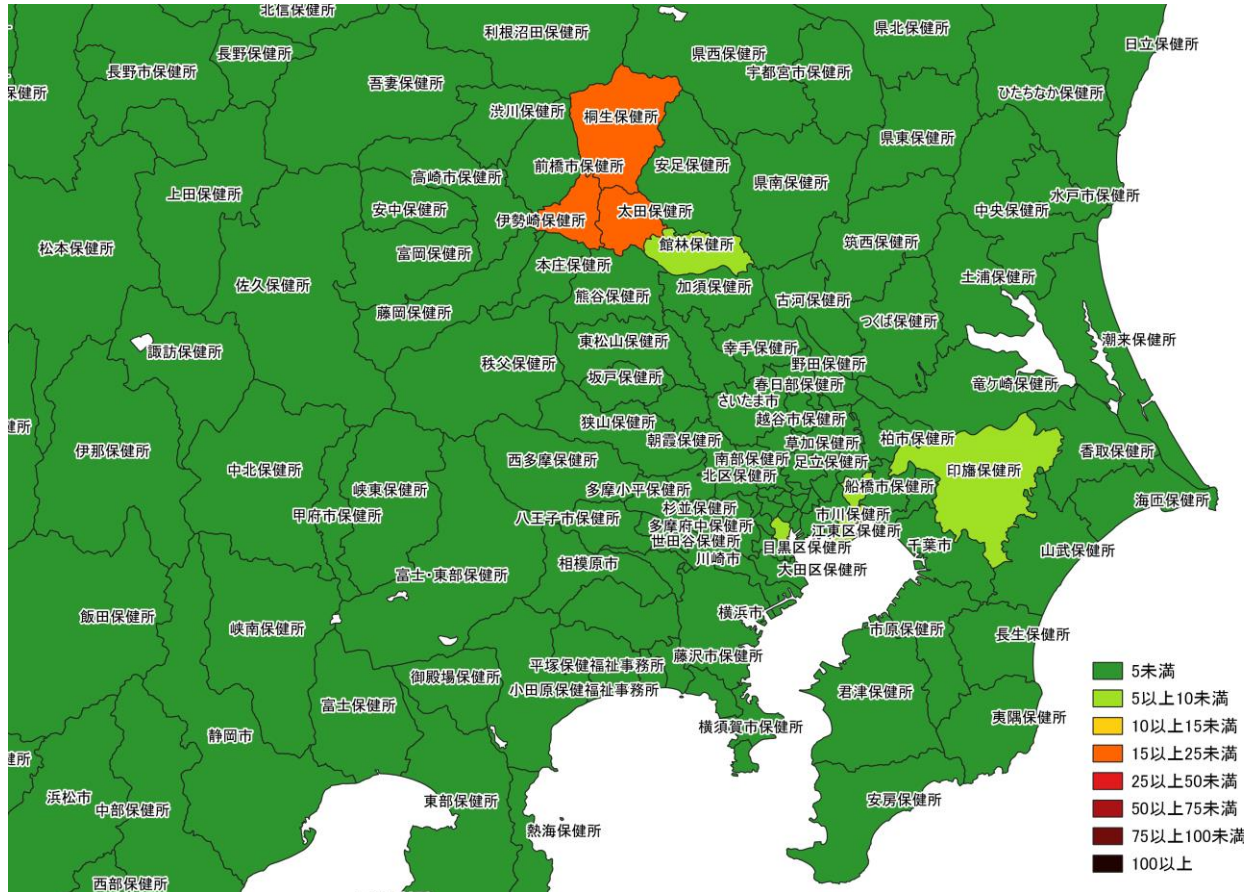 北信保健所
利根沼田保健所
県北保健所
日立保健所
長野保健所
県西保健所
長野市保健所
宇都宮市保健所
吾妻保健所
保健所
ひたちなか保健所
渋川保健所
桐生保健所
県東保健所
前橋市保健所
安足保健所
高崎市保健所
県南保健所
上田保健所
水戸市保健所
安中保健所
太田保健所
中央保健所
伊勢崎保健所
松本保健所
館林保健所
筑西保健所
富岡保健所
本庄保健所
土浦保健所
佐久保健所
加須保健所
熊谷保健所
古河保健所
藤岡保健所
つくば保健所
東松山保健所
潮来保健所
諏訪保健所
幸手保健所
秩父保健所
野田保健所
坂戸保健所
春日部保健所
竜ケ崎保健所
さいたま市
越谷市保健所
狭山保健所
健所
朝霞保健所
草加保健所
柏市保健所
伊那保健所
西多摩保健所
南部保健所
足立保健所
香取保健所
中北保健所
峡東保健所
北区保健所
印旛保健所
船橋市保健所
多摩小平保健所
海匝保健所
杉並保健所
市川保健所
甲府市保健所
八王子市保健所
多摩府中保健所
江東区保健所
世田谷保健所
目黒区保健所
千葉市
山武保健所
川崎市
相模原市
大田区保健所
富士・東部保健所
横浜市
飯田保健所
峡南保健所
市原保健所
長生保健所
藤沢市保健所
平塚保健福祉事務所
御殿場保健所
小田原保健福祉事務所
君津保健所
富士保健所
夷隅保健所
横須賀市保健所
静岡市
健所
浜松市
中部保健所
東部保健所
安房保健所
熱海保健所
西部保健所
5未満
5以上10未満
10以上15未満
15以上25未満
25以上50未満
50以上75未満
75以上100未満
100以上